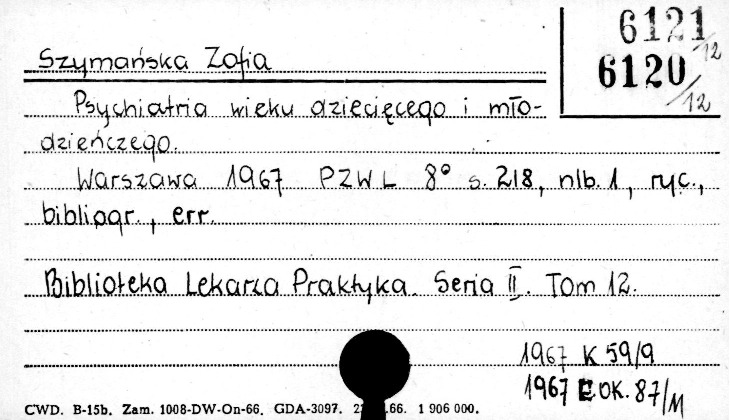 6121/12
Szymańska Zofia
6120/12
Psychiatria wieku dziecięcego i mło-
dzieńczego.
Warszawa 1967 PZWL 8° s. 218, nlb. 1, ryc.,
bibliogr., err.
Biblioteka Lekarza Praktyka. Seria II. Tom 12.
1967 K 59/9
1967 E OK. 87/M
CWD. B-15b. Zam. 1008-DW-On-66. GDA-3097. .66. 1 906 000.